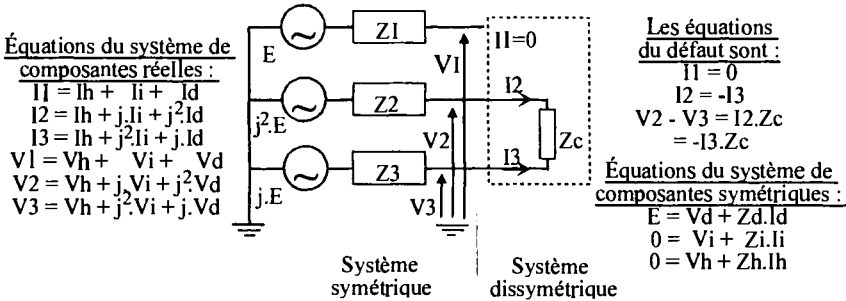 Équations du système de
composantes réelles :
I1 = Ih + Ii + Id
I2 = Ih + j.Ii + j².Id
I3 = Ih + j².Ii + j.Id
V1 = Vh + Vi + Vd
V2 = Vh + j.Vi + j².Vd
V3 = Vh + j².Vi + j.Vd
E
Z1
j².E
Z2
j.E
Z3
V1
V2
V3
I1=0
I2
I3
Zc
Système
symétrique
Système
dissymétrique
Les équations
du défaut sont :
I1 = 0
I2 = -I3
V2 - V3 = I2.Zc
= -I3.Zc
Équations du système de
composantes symétriques :
E = Vd + Zd.Id
0 = Vi + Zi.Ii
0 = Vh + Zh.Ih